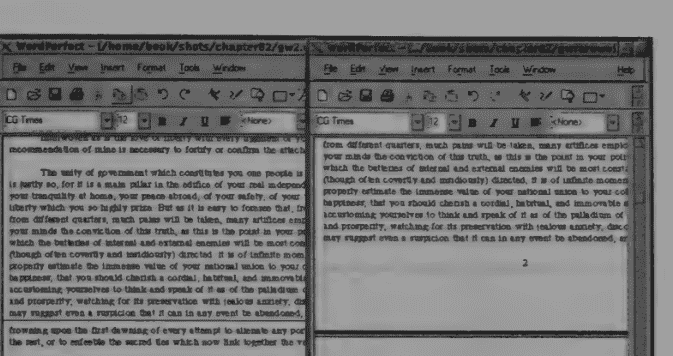 WordPerfect - [/home/book/shots/chapter02/gw2.
File Edit View Insert Format Tools Window
CG Times 12 B I U <None>
recommendation of mine is necessary to fortify or confirm the attach
The unity of government which constitutes you one people is
is justly so, for it is a main pillar in the edifice of your real independ
your tranquility at home, your peace abroad, of your safety, of your
liberty which you so highly prize. But as it is easy to foresee that, fr
from different quarters, much pains will be taken, many artifices emp
your minds the conviction of this truth, as this is the point in your po
which the batteries of internal and external enemies will be most con
(though often covertly and insidiously) directed it is of infinite mom
properly estimate the immense value of your national union to your
happiness, that you should cherish a cordial, habitual, and immovable
accustoming yourselves to think and speak of it as of the palladium
and prosperity, watching for its preservation with jealous anxiety, dis
may suggest even a suspicion that it can in any event be abandoned,
frowning upon the first dawning of every attempt to alienate any por
the rest, or to enfeeble the sacred ties which now link together the v
WordPerfect -
File Edit View Insert Format Tools Window Help
CG Times 12 B I U <None>
from different quarters, much pains will be taken, many artifices emplo
your minds the conviction of this truth, as this is the point in your poli
which the batteries of internal and external enemies will be most const
(though often covertly and insidiously) directed, it is of infinite momen
properly estimate the immense value of your national union to your col
happiness, that you should cherish a cordial, habitual, and immovable a
accustoming yourselves to think and speak of it as of the palladium of
and prosperity, watching for its preservation with jealous anxiety, disc
may suggest even a suspicion that it can in any event be abandoned, an
2